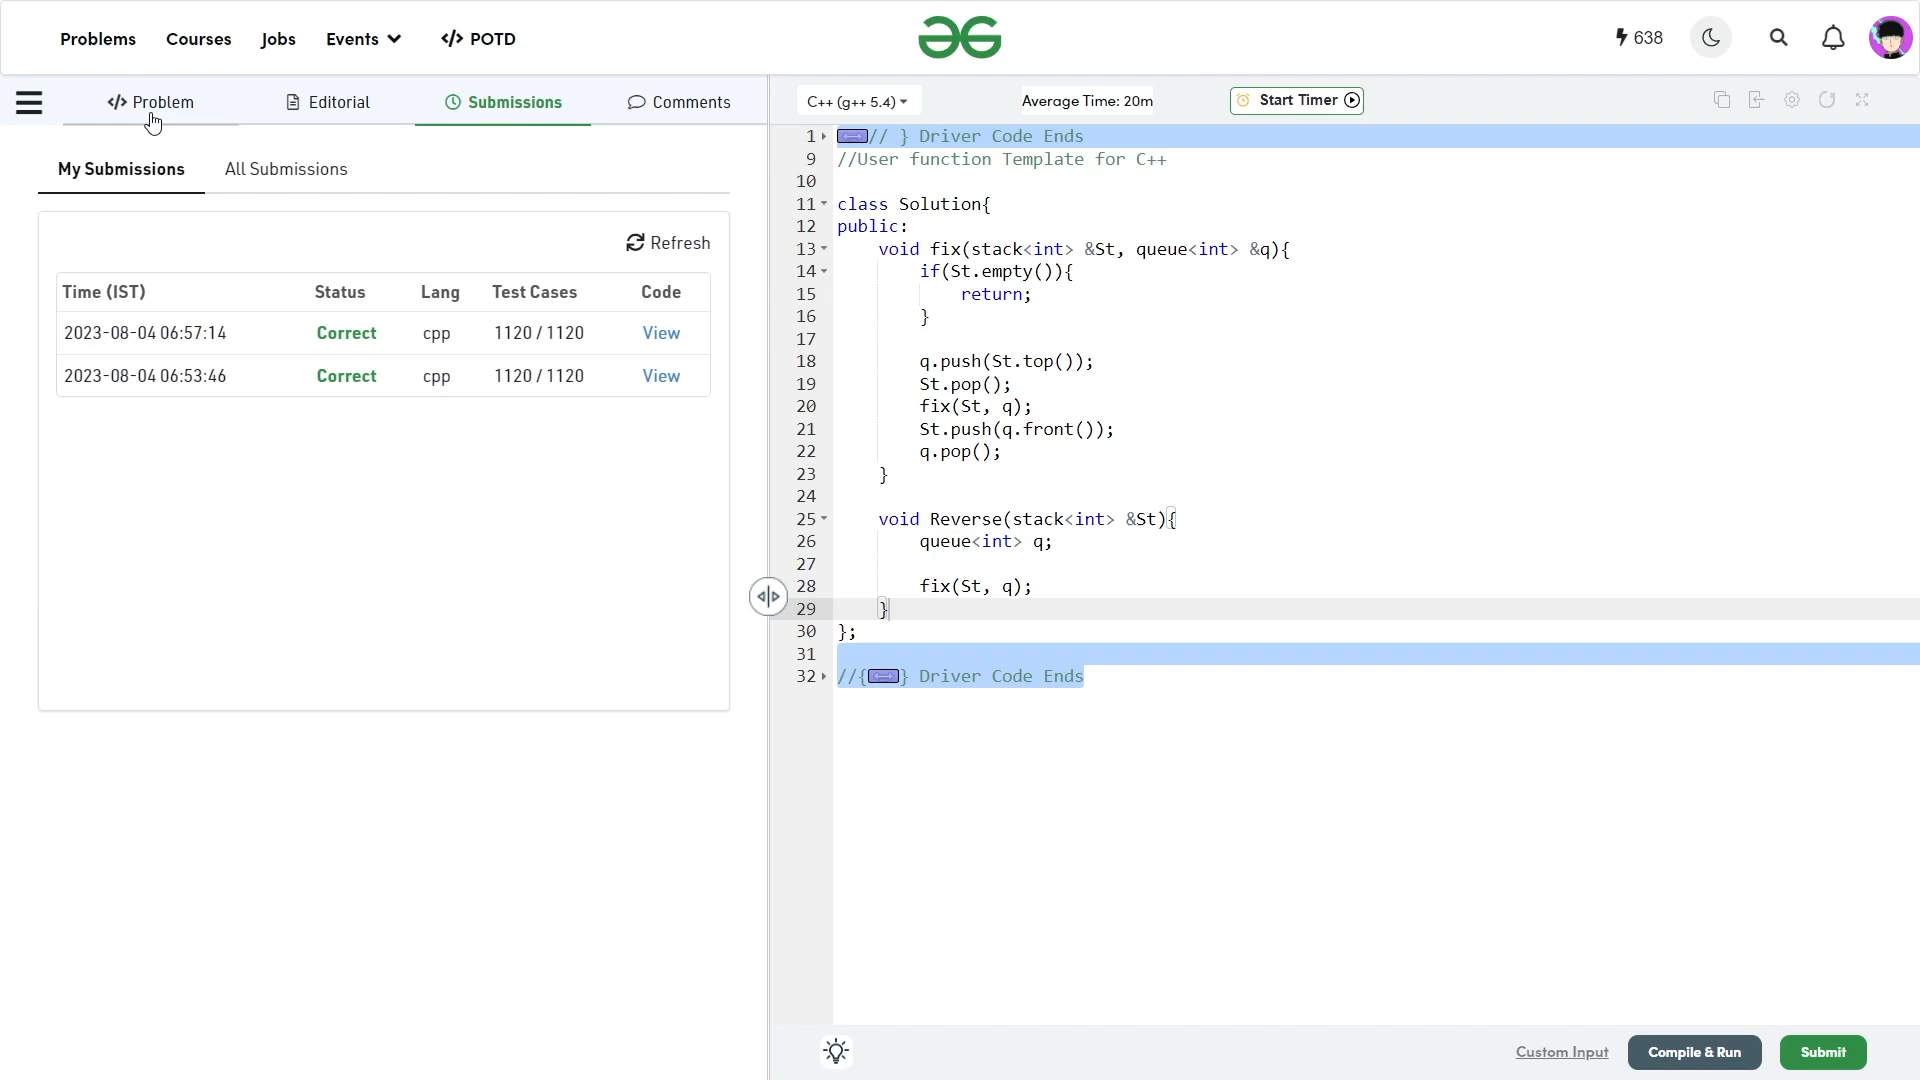 Problems Courses Jobs Events </> POTD
638
</> Problem Editorial Submissions Comments
My Submissions All Submissions
Refresh
Time (IST) Status Lang Test Cases Code
2023-08-04 06:57:14 Correct cpp 1120 / 1120 View
2023-08-04 06:53:46 Correct cpp 1120 / 1120 View
C++ (g++ 5.4) Average Time: 20m Start Timer
1 // } Driver Code Ends
9 //User function Template for C++
10
11 class Solution{
12 public:
13 void fix(stack<int> &St, queue<int> &q){
14 if(St.empty()){
15 return;
16 }
17
18 q.push(St.top());
19 St.pop();
20 fix(St, q);
21 St.push(q.front());
22 q.pop();
23 }
24
25 void Reverse(stack<int> &St){
26 queue<int> q;
27
28 fix(St, q);
29 }
30 };
31
32 //{ } Driver Code Ends
Custom Input Compile & Run Submit